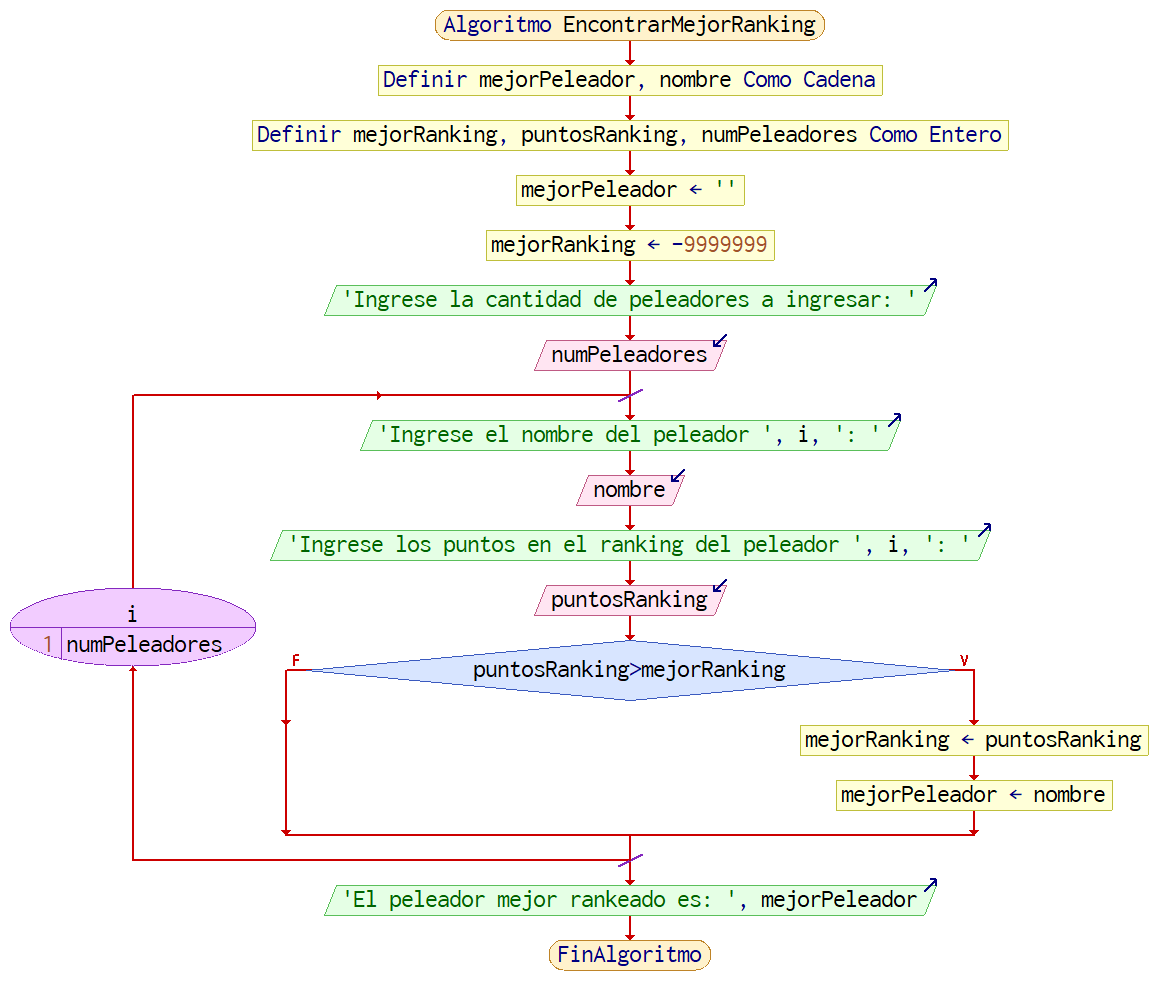 Algoritmo EncontrarMejorRanking
Definir mejorPeleador, nombre Como Cadena
Definir mejorRanking, puntosRanking, numPeleadores Como Entero
mejorPeleador ← ''
mejorRanking ← -9999999
'Ingrese la cantidad de peleadores a ingresar: '
numPeleadores
'Ingrese el nombre del peleador ', i, ': '
nombre
'Ingrese los puntos en el ranking del peleador ', i, ': '
puntosRanking
i
1 numPeleadores
F
puntosRanking>mejorRanking
V
mejorRanking ← puntosRanking
mejorPeleador ← nombre
'El peleador mejor rankeado es: ', mejorPeleador
FinAlgoritmo